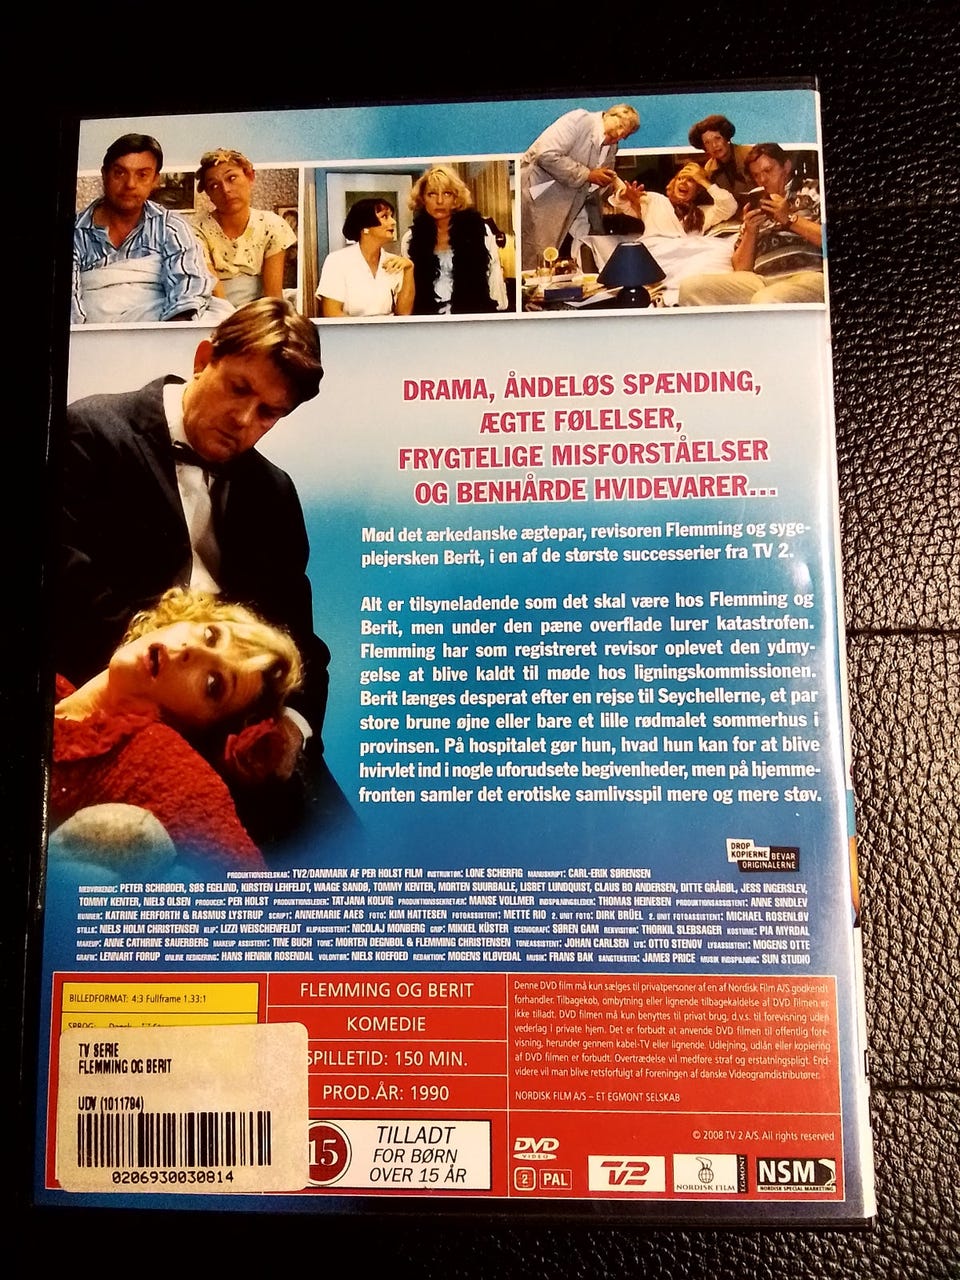 DRAMA, ÅNDELØS SPÆNDING,
ÆGTE FØLELSER,
FRYGTELIGE MISFORSTÅELSER
OG BENHÅRDE HVIDEVARER...
Mød det ærkedanske ægtepar, revisoren Flemming og syge-
plejersken Berit, i en af de største successerier fra TV 2.
Alt er tilsyneladende som det skal være hos Flemming og
Berit, men under den pæne overflade lurer katastrofen.
Flemming har som registreret revisor oplevet den ydmy-
gelse at blive kaldt til møde hos ligningskommissionen.
Berit længes desperat efter en rejse til Seychellerne, et par
store brune øjne eller bare et lille rødmalet sommerhus i
provinsen. På hospitalet gør hun, hvad hun kan for at blive
hvirvlet ind i nogle uforudsete begivenheder, men på hjemme-
fronten samler det erotiske samlivsspil mere og mere støv.
DROP
KOPIERNE BEVAR
ORIGINALERNE
PRODUKTIONSSELSKAB: TV2/DANMARK AF PER HOLST FILM INSTRUKTØR: LONE SCHERFIG MANUSKRIPT: CARL-ERIK SØRENSEN
MEDVIRKENDE: PETER SCHRØDER, SØS EGELIND, KIRSTEN LEHFELDT, WAAGE SANDØ, TOMMY KENTER, MORTEN SUURBALLE, LISBET LUNDQUIST, CLAUS BO ANDERSEN, DITTE GRÅBØL, JESS INGERSLEV,
TOMMY KENTER, NIELS OLSEN PRODUCER: PER HOLST PRODUKTIONSLEDER: TATJANA KOLVIG PRODUKTIONSSEKRETÆR: MANSE VOLLMER INDSPILNINGSLEDER: THOMAS HEINESEN PRODUKTIONSASSISTENT: ANNE SINDLEV
RUNNER: KATRINE HERFORTH & RASMUS LYSTRUP SCRIPT: ANNEMARIE AAES FOTO: KIM HATTESEN FOTOASSISTENT: METTE RIO 2. UNIT FOTO: DIRK BRÜEL 2. UNIT FOTOASSISTENT: MICHAEL ROSENLØV
STILLS: NIELS HOLM CHRISTENSEN KLIP: LIZZI WEISCHENFELDT KLIPASSISTENT: NICOLAJ MONBERG GRIP: MIKKEL KÜSTER SCENOGRAF: SØREN GAM REKVISITØR: THORKIL SLEBSAGER KOSTUME: PIA MYRDAL
MAKEUP: ANNE CATHRINE SAUERBERG MAKEUP ASSISTENT: TINE BUCH TONE: MORTEN DEGNBOL & FLEMMING CHRISTENSEN TONEASSISTENT: JOHAN CARLSEN LYS: OTTO STENOV LYSASSISTENT: MOGENS OTTE
GRAFIK: LENNART FORUP ONLINE REDIGERING: HANS HENRIK ROSENDAL VOLONTØR: NIELS KOEFOED REDAKTION: MOGENS KLØVEDAL MUSIK: FRANS BAK SANGTEKSTER: JAMES PRICE MUSIK INDSPILNING: SUN STUDIO
BILLEDFORMAT: 4:3 Fullframe 1.33:1
SPROG: Dansk
TV SERIE
FLEMMING OG BERIT
UDV (1011794)
0206930030814
FLEMMING OG BERIT
KOMEDIE
SPILLETID: 150 MIN.
PROD.ÅR: 1990
15
TILLADT
FOR BØRN
OVER 15 ÅR
Denne DVD film må kun sælges til privatpersoner af en af Nordisk Film A/S godkendt
forhandler. Tilbagekøb, ombytning eller lignende tilbagekaldelse af DVD filmen er
ikke tilladt. DVD filmen må kun benyttes til privat brug, d.v.s. til forevisning uden
vederlag i private hjem. Det er forbudt at anvende DVD filmen til offentlig fore-
visning, herunder gennem kabel-TV eller lignende. Udlejning, udlån eller kopiering
af DVD filmen er forbudt. Overtrædelse vil medføre straf og erstatningspligt. End-
videre vil man blive retsforfulgt af Foreningen af danske Videogramdistributører.
NORDISK FILM A/S – ET EGMONT SELSKAB
© 2008 TV 2 A/S. All rights reserved
DVD
VIDEO
2 PAL
TV2
NORDISK FILM
EGMONT
NSM
NORDISK SPECIAL MARKETING